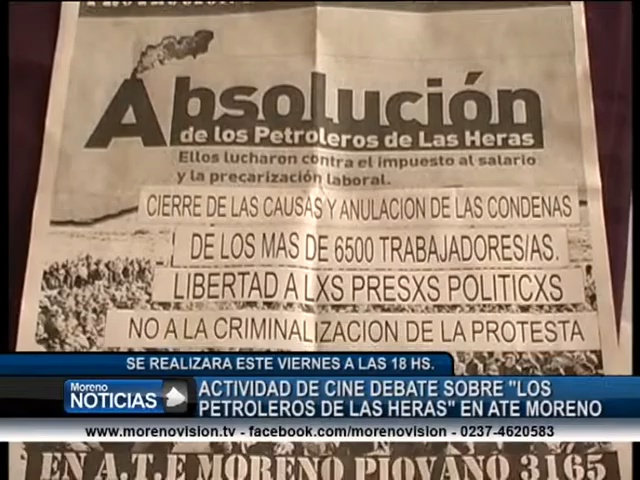 Absolución
de los Petroleros de Las Heras
Ellos lucharon contra el impuesto al salario
y la precarización laboral.
CIERRE DE LAS CAUSAS Y ANULACION DE LAS CONDENAS
DE LOS MAS DE 6500 TRABAJADORES/AS.
LIBERTAD A LXS PRESXS POLITICXS
NO A LA CRIMINALIZACION DE LA PROTESTA
SE REALIZARA ESTE VIERNES A LAS 18 HS.
Moreno
NOTICIAS
ACTIVIDAD DE CINE DEBATE SOBRE "LOS
PETROLEROS DE LAS HERAS" EN ATE MORENO
www.morenovision.tv - facebook.com/morenovision - 0237-4620583
EN A.T.E MORENO PIOVANO 3165